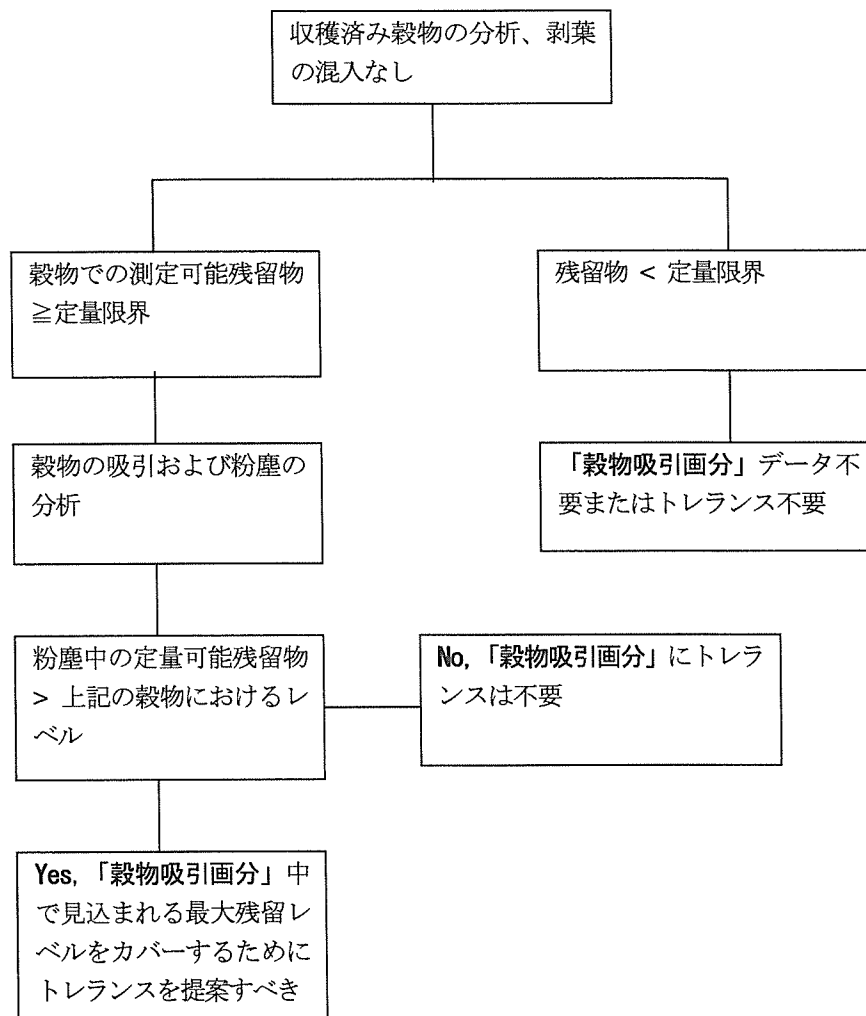 収穫済み穀物の分析、剥葉
の混入なし
穀物での測定可能残留物
≧定量限界
残留物 < 定量限界
穀物の吸引および粉塵の
分析
「穀物吸引画分」データ不
要またはトレランス不要
粉塵中の定量可能残留物
> 上記の穀物におけるレ
ベル
No, 「穀物吸引画分」にトレラ
ンスは不要
Yes, 「穀物吸引画分」中
で見込まれる最大残留レ
ベルをカバーするために
トレランスを提案すべき